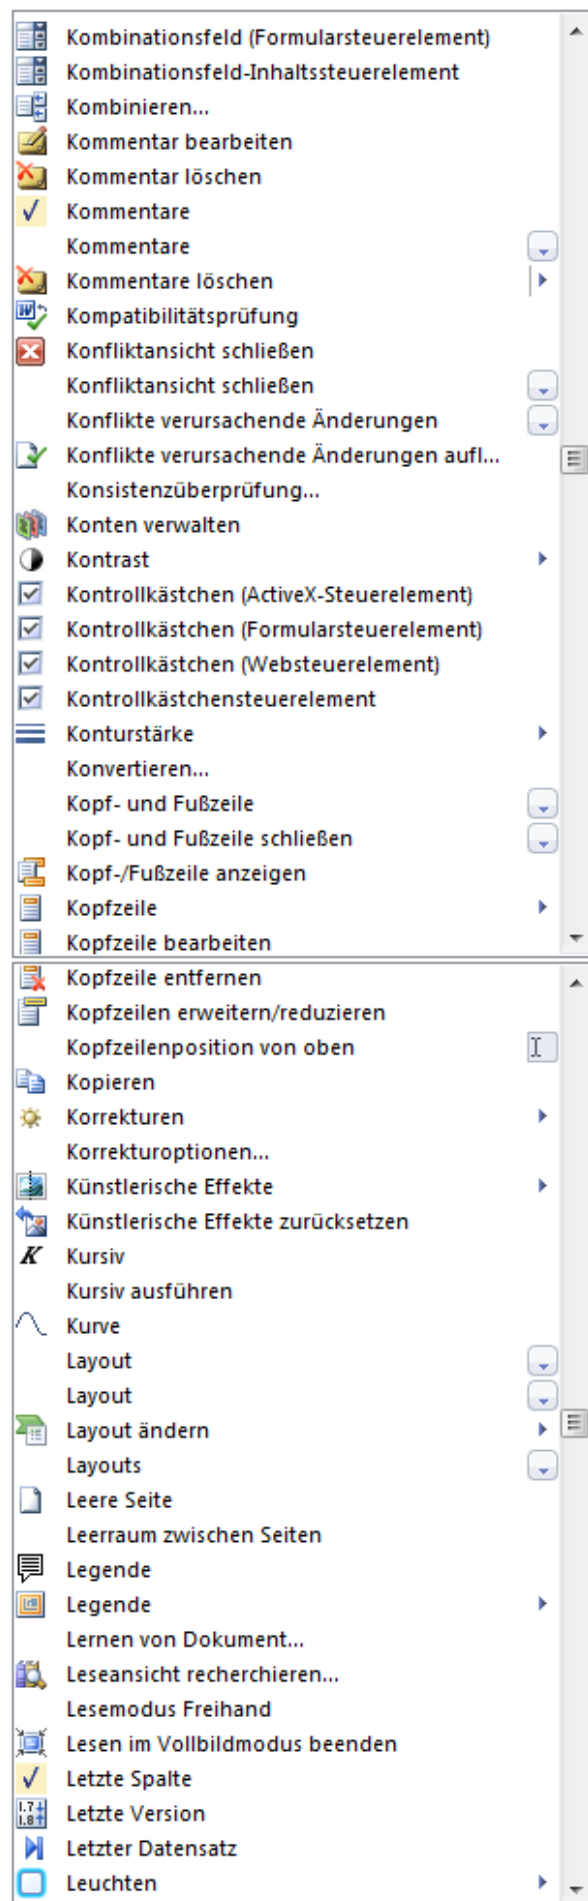 Kombinationsfeld (Formularsteuerelement)
Kombinationsfeld-Inhaltssteuerelement
Kombinieren...
Kommentar bearbeiten
Kommentar löschen
Kommentare
Kommentare
Kommentare löschen
Kompatibilitätsprüfung
Konfliktansicht schließen
Konfliktansicht schließen
Konflikte verursachende Änderungen
Konflikte verursachende Änderungen aufl...
Konsistenzüberprüfung...
Konten verwalten
Kontrast
Kontrollkästchen (ActiveX-Steuerelement)
Kontrollkästchen (Formularsteuerelement)
Kontrollkästchen (Websteuerelement)
Kontrollkästchensteuerelement
Konturstärke
Konvertieren...
Kopf- und Fußzeile
Kopf- und Fußzeile schließen
Kopf-/Fußzeile anzeigen
Kopfzeile
Kopfzeile bearbeiten
Kopfzeile entfernen
Kopfzeilen erweitern/reduzieren
Kopfzeilenposition von oben
Kopieren
Korrekturen
Korrekturoptionen...
Künstlerische Effekte
Künstlerische Effekte zurücksetzen
K Kursiv
Kursiv ausführen
Kurve
Layout
Layout
Layout ändern
Layouts
Leere Seite
Leerraum zwischen Seiten
Legende
Legende
Lernen von Dokument...
Leseansicht recherchieren...
Lesemodus Freihand
Lesen im Vollbildmodus beenden
Letzte Spalte
Letzte Version
Letzter Datensatz
Leuchten